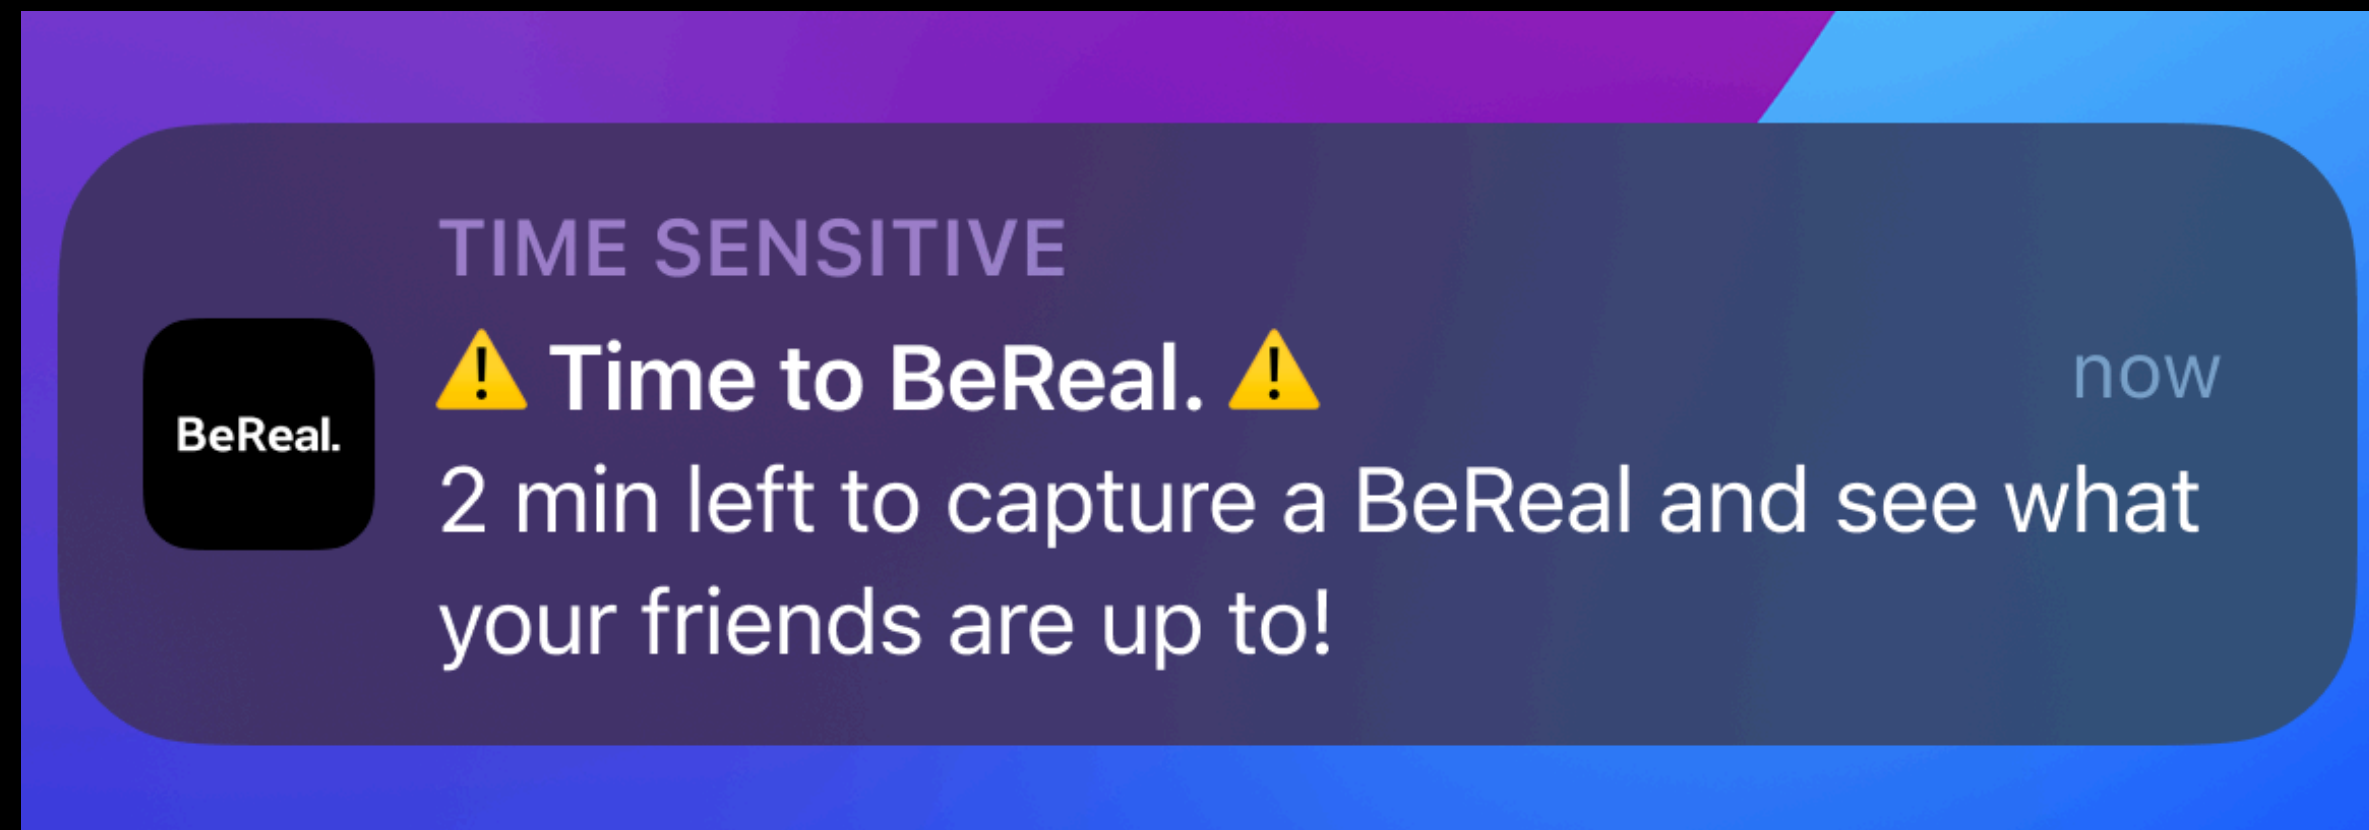 TIME SENSITIVE
⚠️ Time to BeReal. ⚠️
now
BeReal.
2 min left to capture a BeReal and see what
your friends are up to!